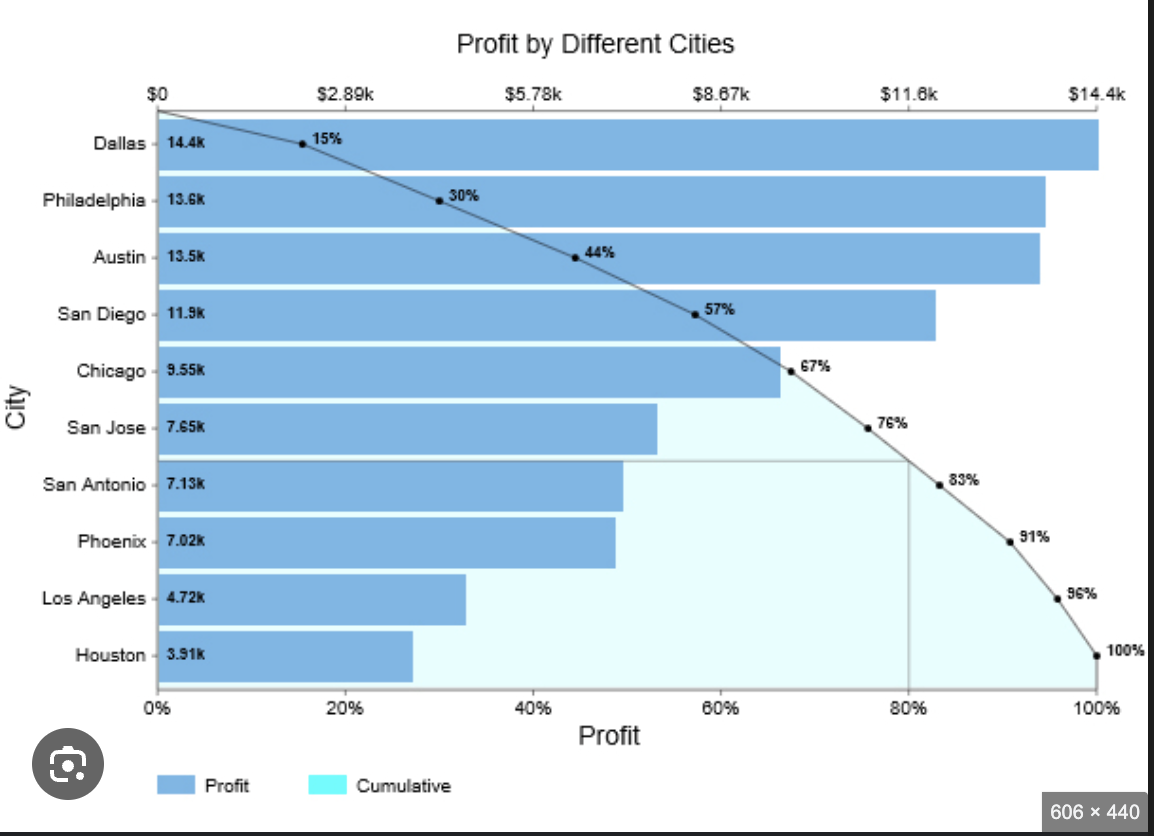 Profit by Different Cities
$0 $2.89k $5.78k $8.67k $11.6k $14.4k
Dallas 14.4k 15%
Philadelphia 13.6k 30%
Austin 13.5k 44%
San Diego 11.9k 57%
Chicago 9.55k 67%
San Jose 7.65k 76%
San Antonio 7.13k 83%
Phoenix 7.02k 91%
Los Angeles 4.72k 96%
Houston 3.91k 100%
City
0% 20% 40% 60% 80% 100%
Profit
Profit Cumulative
606 × 440